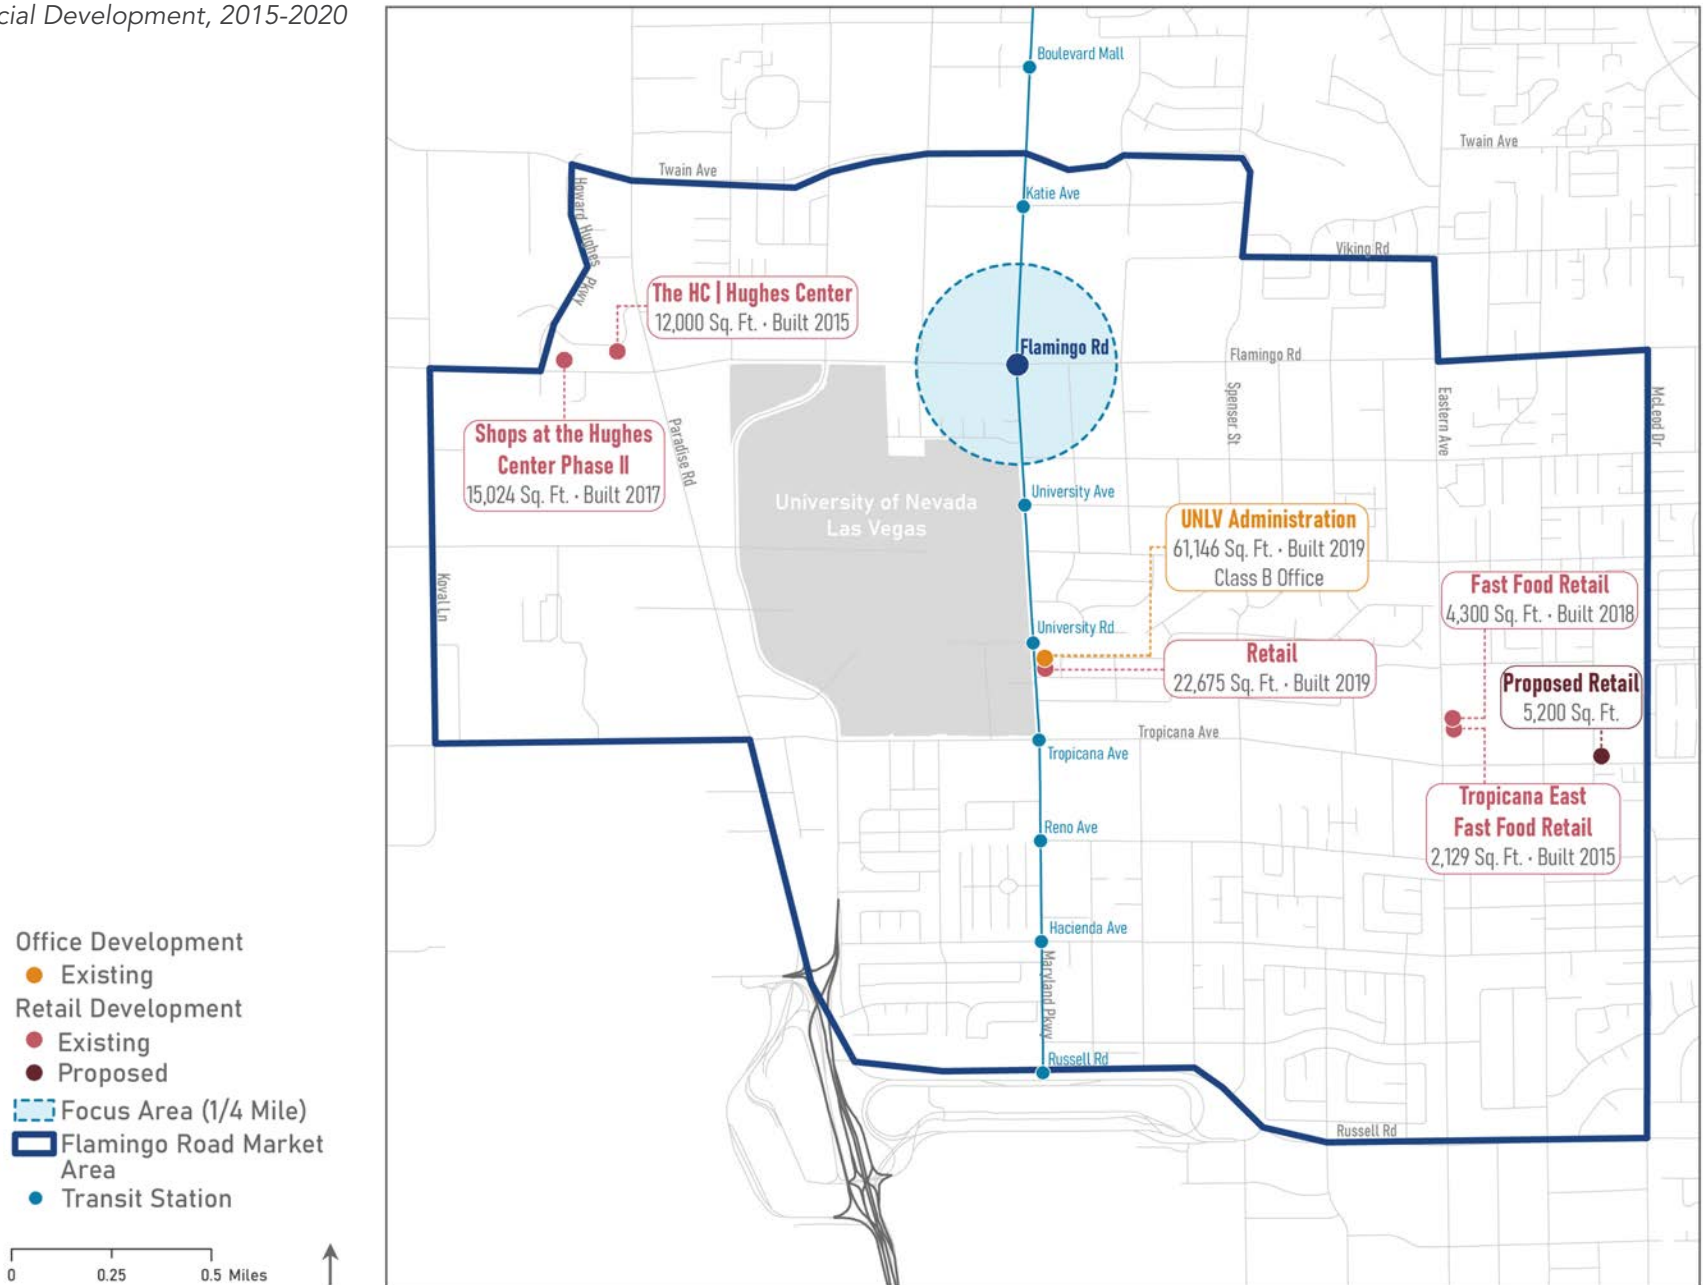 cial Development, 2015-2020
Boulevard Mall
Twain Ave
Twain Ave
Katie Ave
Howard Hughes
Pkwy
Viking Rd
The HC | Hughes Center
12,000 Sq. Ft. · Built 2015
Flamingo Rd
Flamingo Rd
Spenser St
Eastern Ave
McLeod Dr
Shops at the Hughes
Center Phase II
15,024 Sq. Ft. · Built 2017
Paradise Rd
University of Nevada
Las Vegas
University Ave
UNLV Administration
61,146 Sq. Ft. · Built 2019
Class B Office
Koval Ln
Fast Food Retail
4,300 Sq. Ft. · Built 2018
University Rd
Retail
22,675 Sq. Ft. · Built 2019
Proposed Retail
5,200 Sq. Ft.
Tropicana Ave
Tropicana Ave
Tropicana East
Fast Food Retail
2,129 Sq. Ft. · Built 2015
Reno Ave
Hacienda Ave
Maryland Pkwy
Russell Rd
Russell Rd
Office Development
Existing
Retail Development
Existing
Proposed
Focus Area (1/4 Mile)
Flamingo Road Market
Area
Transit Station
0 0.25 0.5 Miles